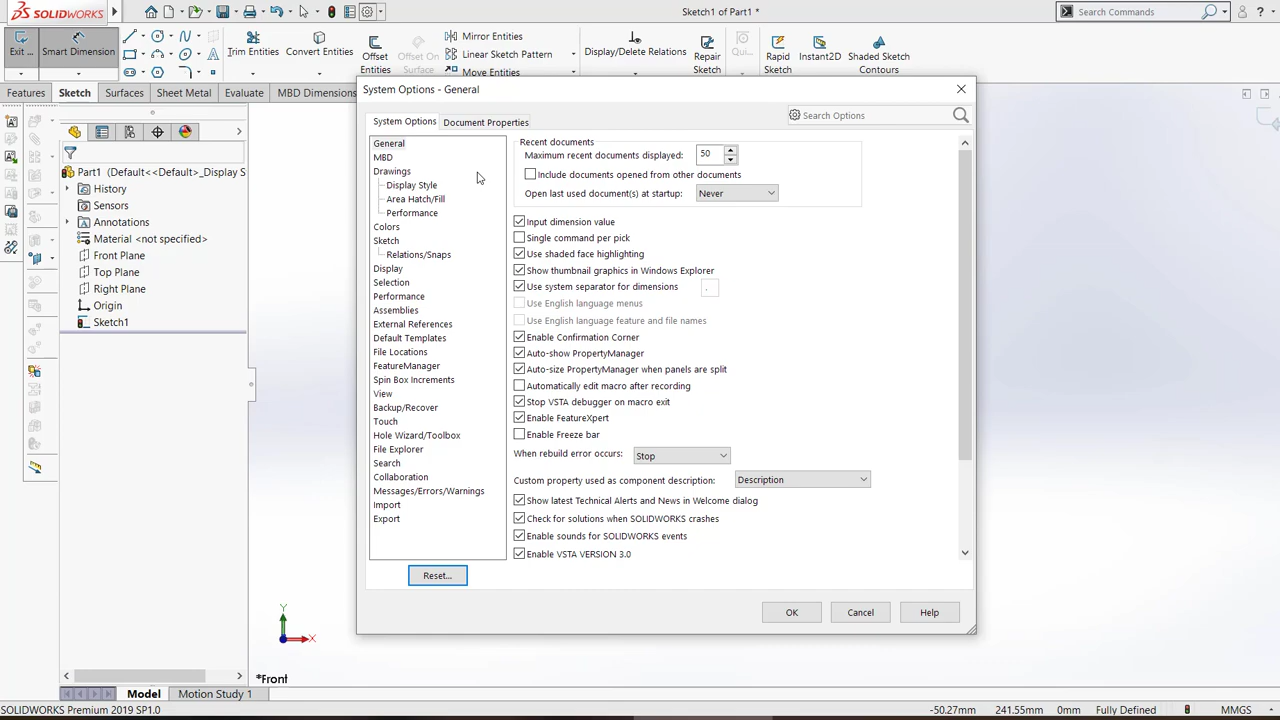 SOLIDWORKS
Sketch1 of Part1 *
Search Commands
Exit ...
Smart Dimension
Trim Entities
Convert Entities
Offset Entities
Offset On Surface
Mirror Entities
Linear Sketch Pattern
Move Entities
Display/Delete Relations
Repair Sketch
Qui...
Rapid Sketch
Instant2D
Shaded Sketch Contours
Features
Sketch
Surfaces
Sheet Metal
Evaluate
MBD Dimensions
Part1 (Default<<Default>_Display S
History
Sensors
Annotations
Material <not specified>
Front Plane
Top Plane
Right Plane
Origin
Sketch1
System Options - General
System Options
Document Properties
Search Options
General
MBD
Drawings
Display Style
Area Hatch/Fill
Performance
Colors
Sketch
Relations/Snaps
Display
Selection
Performance
Assemblies
External References
Default Templates
File Locations
FeatureManager
Spin Box Increments
View
Backup/Recover
Touch
Hole Wizard/Toolbox
File Explorer
Search
Collaboration
Messages/Errors/Warnings
Import
Export
Reset...
Recent documents
Maximum recent documents displayed: 50
Include documents opened from other documents
Open last used document(s) at startup: Never
Input dimension value
Single command per pick
Use shaded face highlighting
Show thumbnail graphics in Windows Explorer
Use system separator for dimensions .
Use English language menus
Use English language feature and file names
Enable Confirmation Corner
Auto-show PropertyManager
Auto-size PropertyManager when panels are split
Automatically edit macro after recording
Stop VSTA debugger on macro exit
Enable FeatureXpert
Enable Freeze bar
When rebuild error occurs: Stop
Custom property used as component description: Description
Show latest Technical Alerts and News in Welcome dialog
Check for solutions when SOLIDWORKS crashes
Enable sounds for SOLIDWORKS events
Enable VSTA VERSION 3.0
OK
Cancel
Help
Y
X
*Front
Model
Motion Study 1
SOLIDWORKS Premium 2019 SP1.0
-50.27mm
241.55mm
0mm
Fully Defined
MMGS